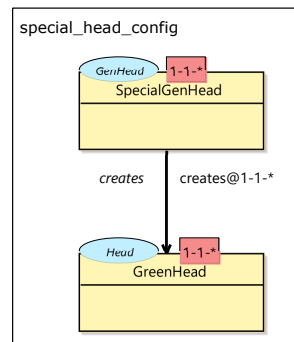 special_head_config
GenHead 1-1-*
SpecialGenHead
creates creates@1-1-*
Head 1-1-*
GreenHead